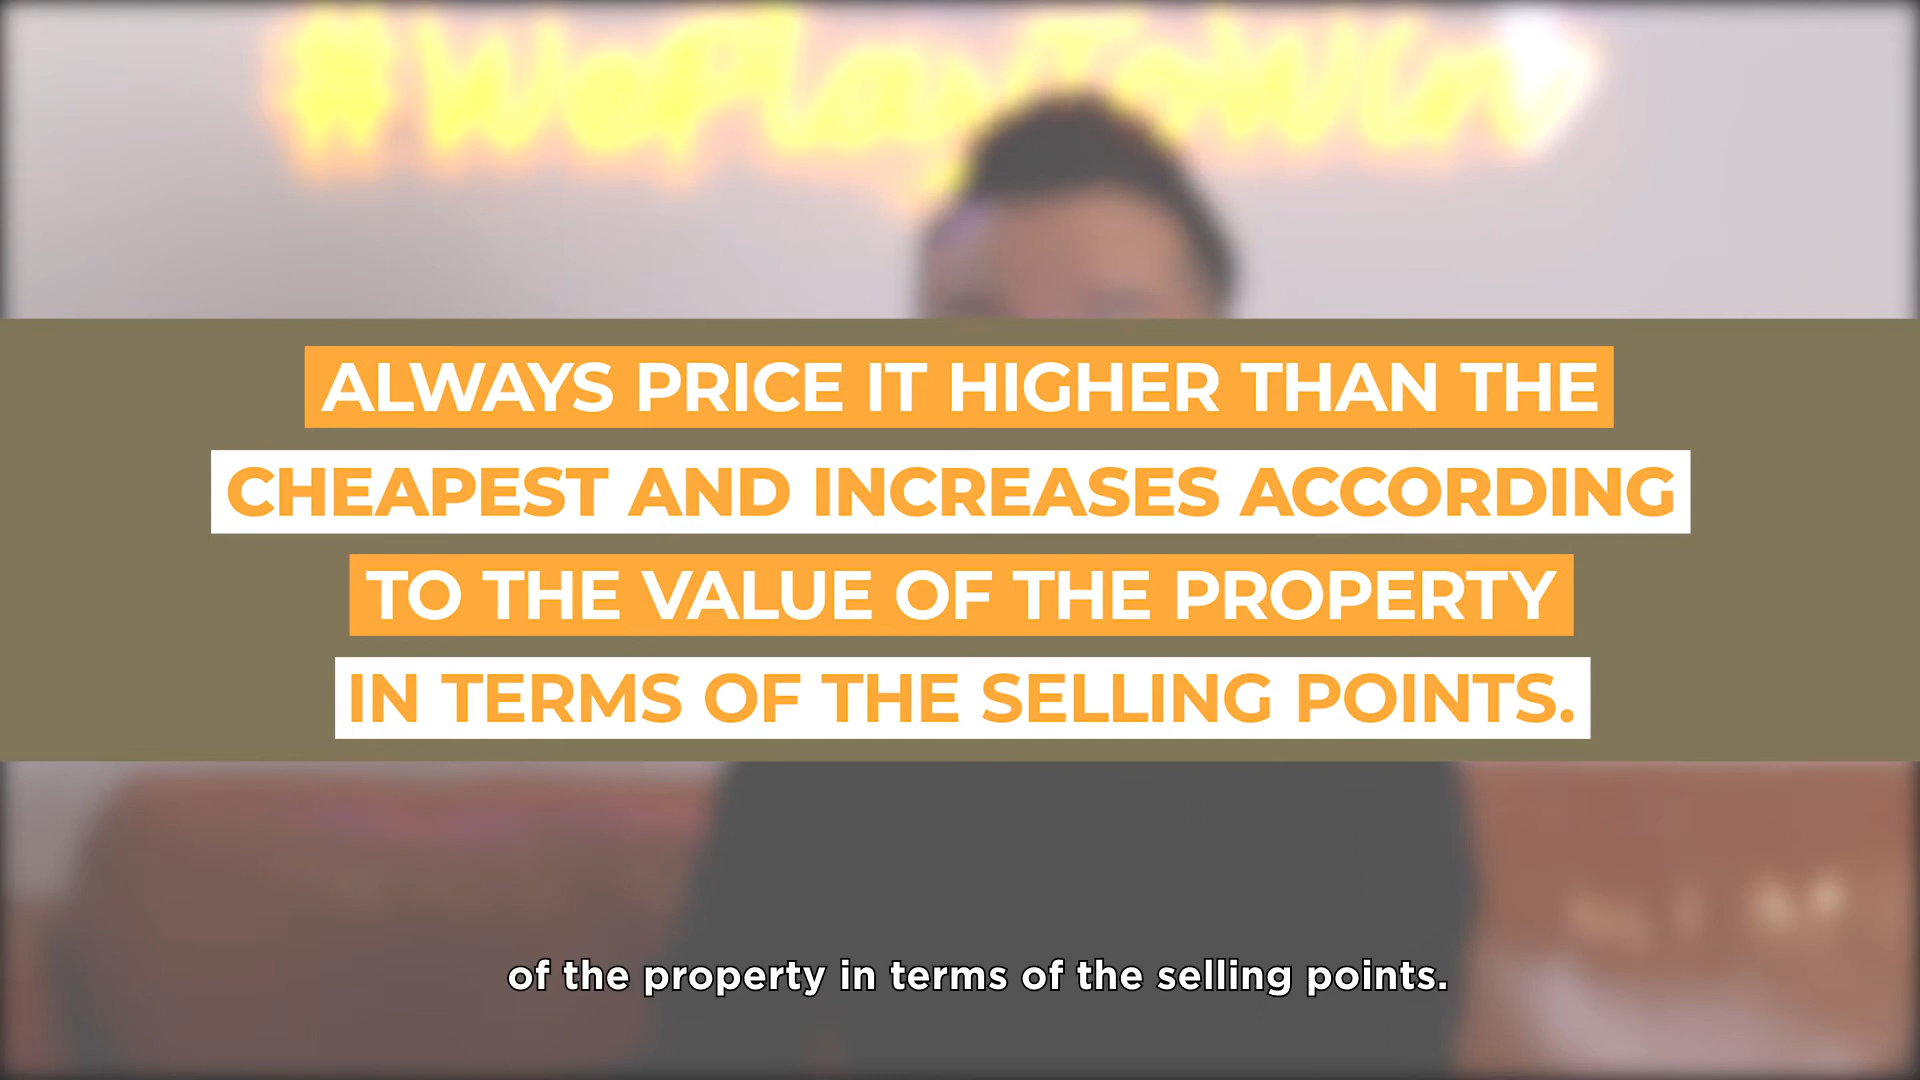 #WePlayToWin
ALWAYS PRICE IT HIGHER THAN THE
CHEAPEST AND INCREASES ACCORDING
TO THE VALUE OF THE PROPERTY
IN TERMS OF THE SELLING POINTS.
of the property in terms of the selling points.